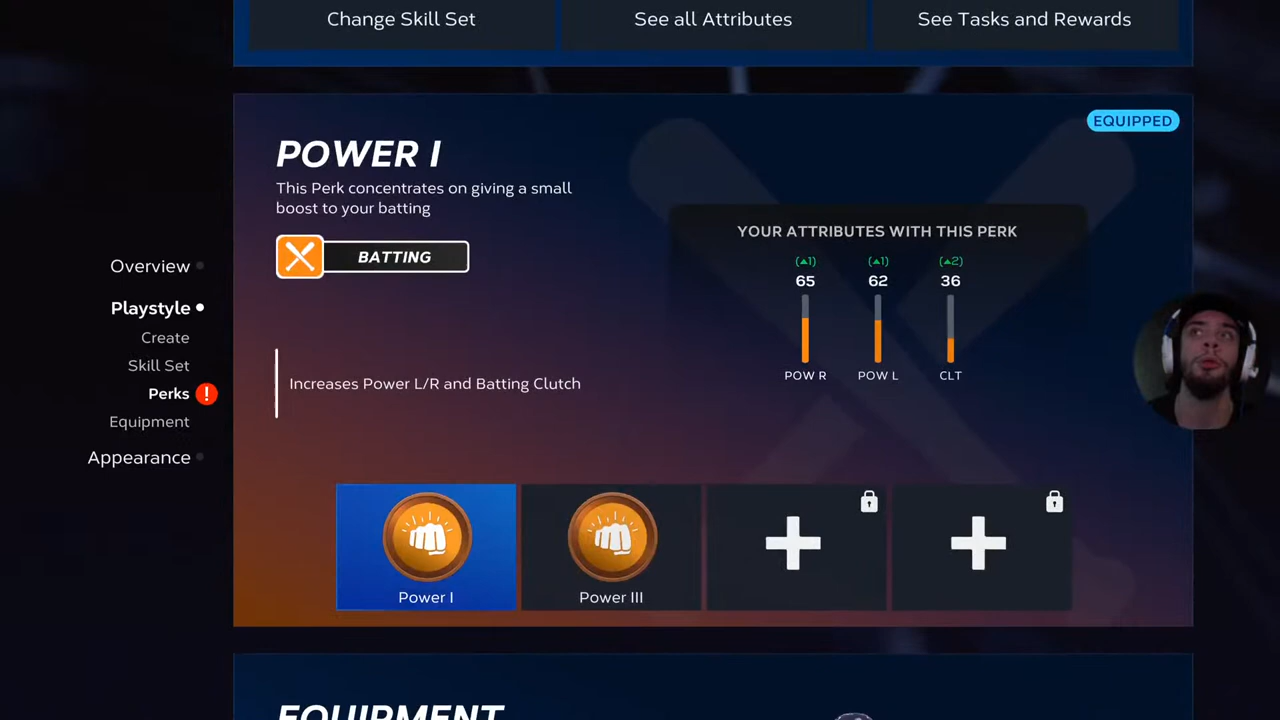 Change Skill Set
See all Attributes
See Tasks and Rewards
EQUIPPED
POWER I
This Perk concentrates on giving a small
boost to your batting
BATTING
Increases Power L/R and Batting Clutch
YOUR ATTRIBUTES WITH THIS PERK
(▲1) (▲1) (▲2)
65 62 36
POW R POW L CLT
Overview
Playstyle
Create
Skill Set
Perks !
Equipment
Appearance
Power I
Power III
EQUIPMENT